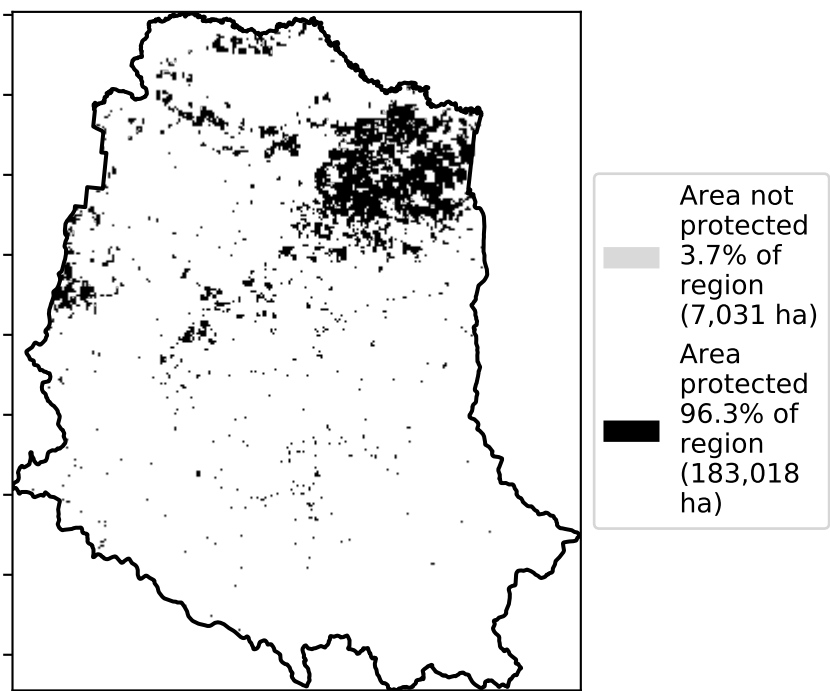 Area not
protected
3.7% of
region
(7,031 ha)
Area
protected
96.3% of
region
(183,018
ha)